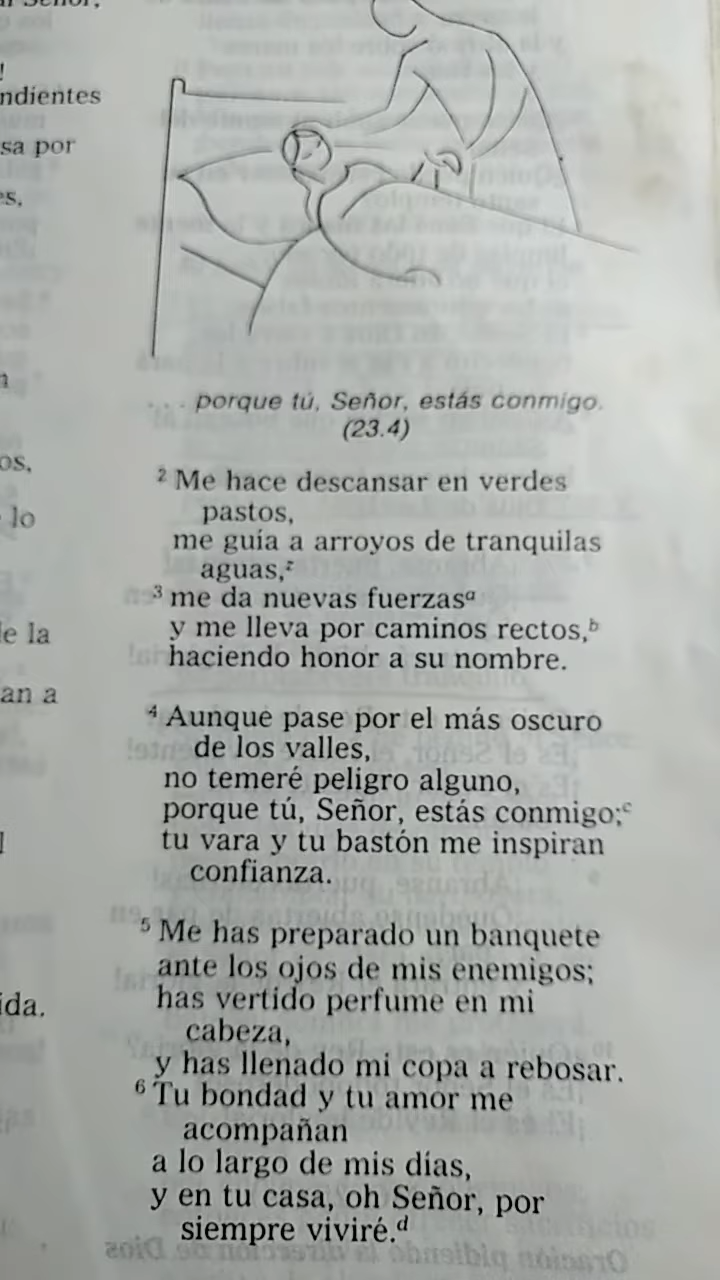 Señor,
!
ndientes
sa por
es,
os,
lo
de la
an a
ida.
. . . porque tú, Señor, estás conmigo.
(23.4)
² Me hace descansar en verdes
pastos,
me guía a arroyos de tranquilas
aguas,ᶻ
³ me da nuevas fuerzasᵃ
y me lleva por caminos rectos,ᵇ
haciendo honor a su nombre.
⁴ Aunque pase por el más oscuro
de los valles,
no temeré peligro alguno,
porque tú, Señor, estás conmigo;ᶜ
tu vara y tu bastón me inspiran
confianza.
⁵ Me has preparado un banquete
ante los ojos de mis enemigos;
has vertido perfume en mi
cabeza,
y has llenado mi copa a rebosar.
⁶ Tu bondad y tu amor me
acompañan
a lo largo de mis días,
y en tu casa, oh Señor, por
siempre viviré.ᵈ